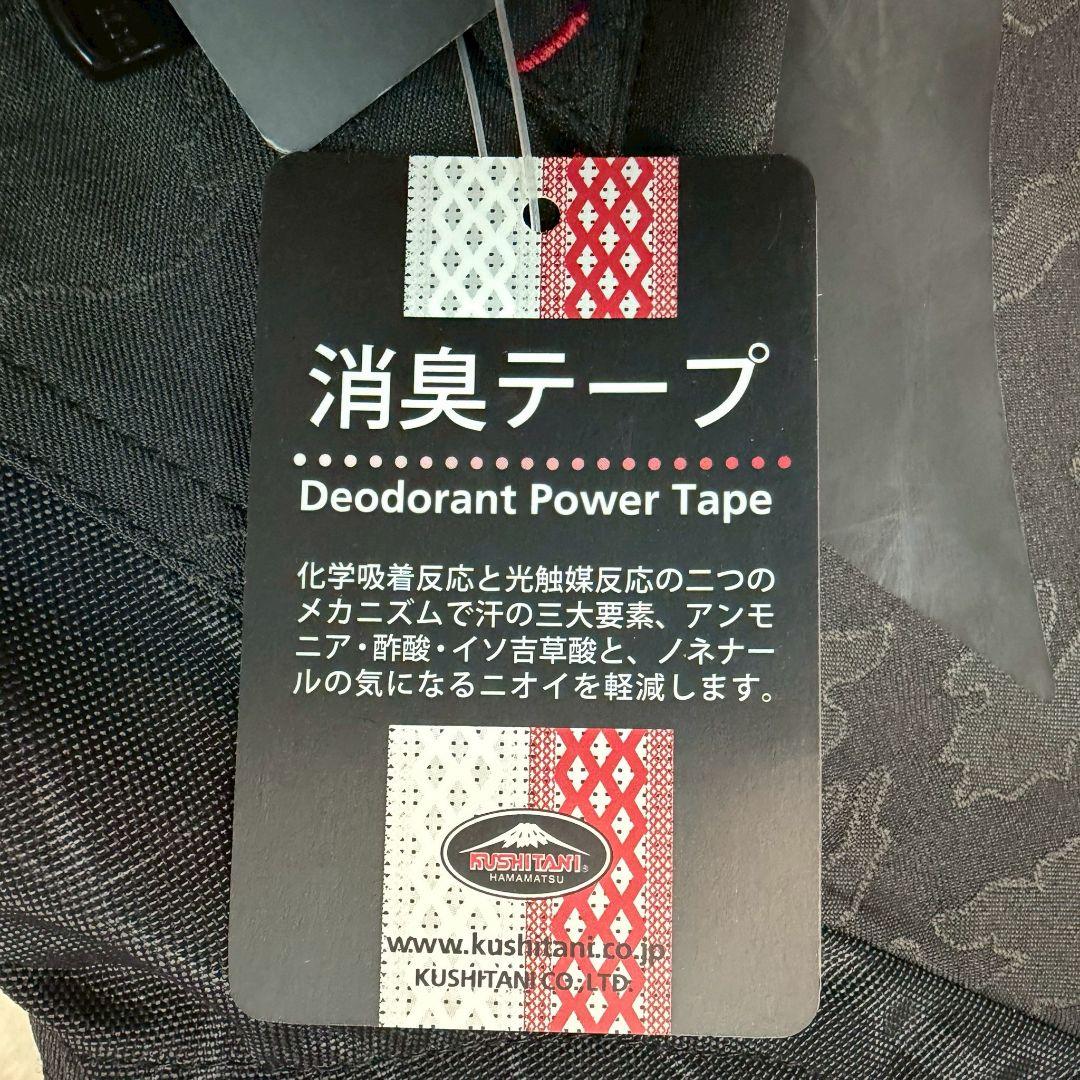 消臭テープ
Deodorant Power Tape
化学吸着反応と光触媒反応の二つの
メカニズムで汗の三大要素、アンモ
ニア・酢酸・イソ吉草酸と、ノネナー
ルの気になるニオイを軽減します。
KUSHITANI®
HAMAMATSU
www.kushitani.co.jp
KUSHITANI CO.,LTD.